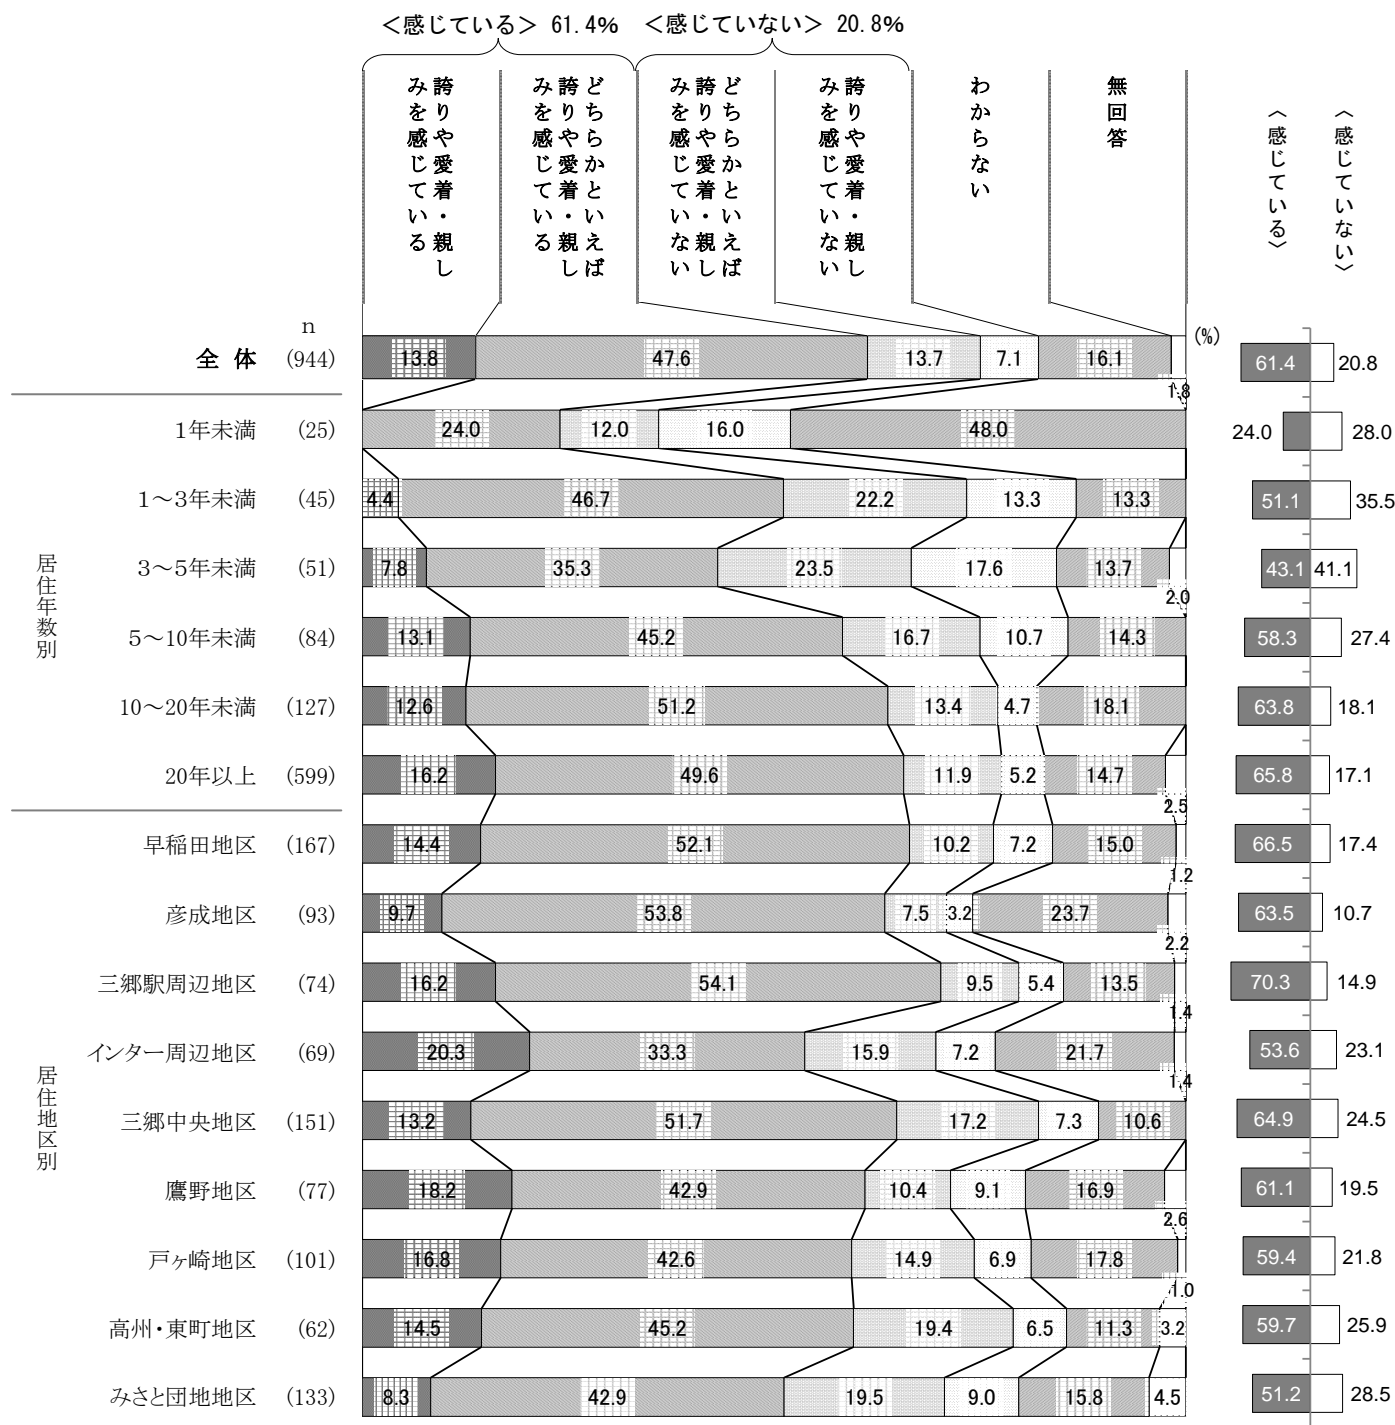 ＜感じている＞ 61.4% ＜感じていない＞ 20.8%
誇りや愛着・親し
みを感じている
どちらかといえば
誇りや愛着・親し
みを感じている
どちらかといえば
誇りや愛着・親し
みを感じていない
誇りや愛着・親し
みを感じていない
わからない
無回答
＜感じている＞
＜感じていない＞
n
(%)
全 体 (944) 13.8 47.6 13.7 7.1 16.1 1.8 61.4 20.8
居住年数別
1年未満 (25) 24.0 12.0 16.0 48.0 24.0 28.0
1～3年未満 (45) 4.4 46.7 22.2 13.3 13.3 51.1 35.5
3～5年未満 (51) 7.8 35.3 23.5 17.6 13.7 2.0 43.1 41.1
5～10年未満 (84) 13.1 45.2 16.7 10.7 14.3 58.3 27.4
10～20年未満 (127) 12.6 51.2 13.4 4.7 18.1 63.8 18.1
20年以上 (599) 16.2 49.6 11.9 5.2 14.7 2.5 65.8 17.1
居住地区別
早稲田地区 (167) 14.4 52.1 10.2 7.2 15.0 1.2 66.5 17.4
彦成地区 (93) 9.7 53.8 7.5 3.2 23.7 2.2 63.5 10.7
三郷駅周辺地区 (74) 16.2 54.1 9.5 5.4 13.5 1.4 70.3 14.9
インター周辺地区 (69) 20.3 33.3 15.9 7.2 21.7 1.4 53.6 23.1
三郷中央地区 (151) 13.2 51.7 17.2 7.3 10.6 64.9 24.5
鷹野地区 (77) 18.2 42.9 10.4 9.1 16.9 2.6 61.1 19.5
戸ヶ崎地区 (101) 16.8 42.6 14.9 6.9 17.8 1.0 59.4 21.8
高州・東町地区 (62) 14.5 45.2 19.4 6.5 11.3 3.2 59.7 25.9
みさと団地地区 (133) 8.3 42.9 19.5 9.0 15.8 4.5 51.2 28.5